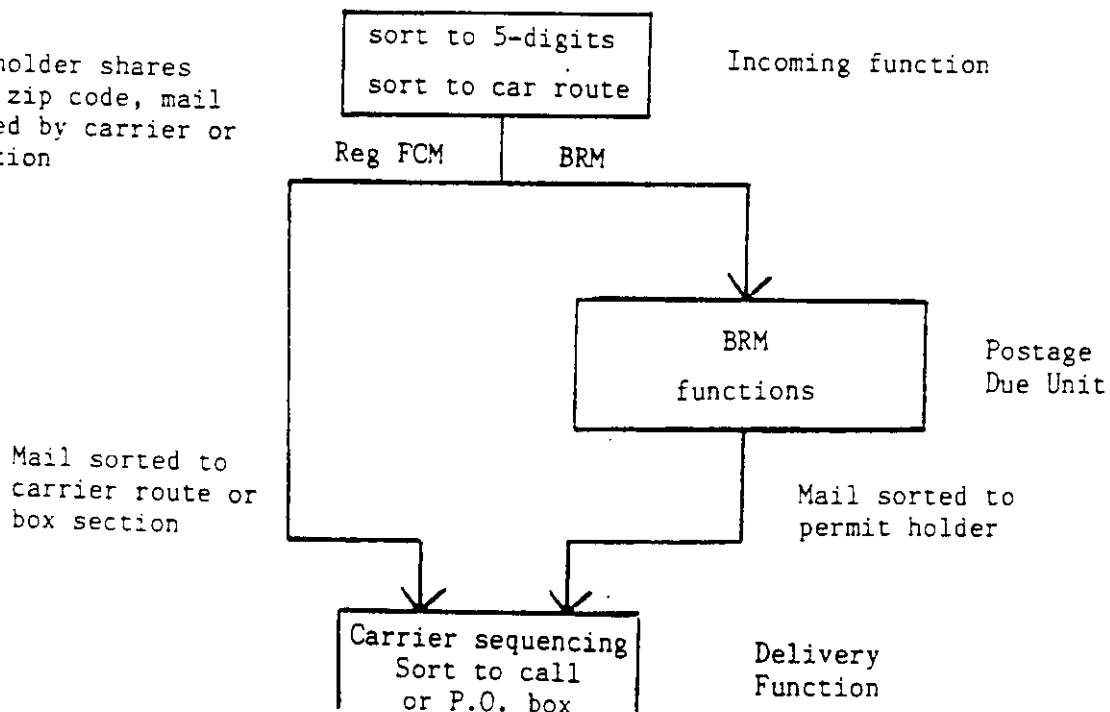 sort to 5-digits
sort to car route
Incoming function
holder shares
zip code, mail
ed by carrier or
tion
Reg FCM
BRM
BRM
functions
Postage
Due Unit
Mail sorted to
carrier route or
box section
Mail sorted to
permit holder
Carrier sequencing
Sort to call
or P.O. box
Delivery
Function